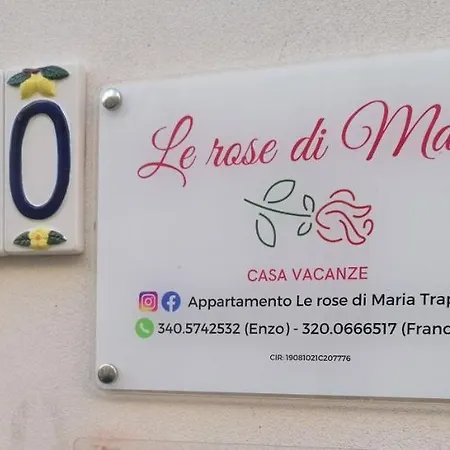 0
Le rose di Ma
CASA VACANZE
Appartamento Le rose di Maria Trap
340.5742532 (Enzo) - 320.0666517 (Franc
CIR: 19081021C207776